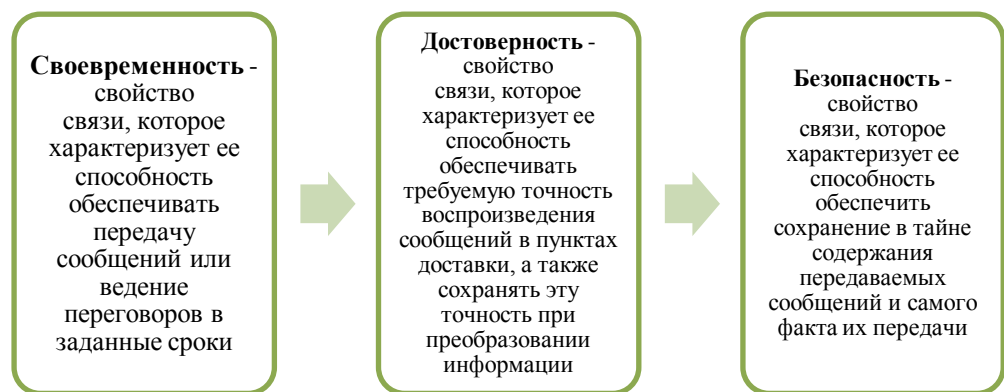 Своевременность -
свойство
связи, которое
характеризует ее
способность
обеспечивать
передачу
сообщений или
ведение
переговоров в
заданные сроки
Достоверность -
свойство
связи, которое
характеризует ее
способность
обеспечивать
требуемую точность
воспроизведения
сообщений в пунктах
доставки, а также
сохранять эту
точность при
преобразовании
информации
Безопасность -
свойство
связи, которое
характеризует ее
способность
обеспечить
сохранение в тайне
содержания
передаваемых
сообщений и самого
факта их передачи